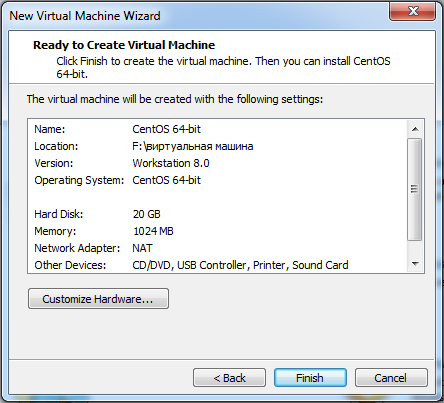 New Virtual Machine Wizard
Ready to Create Virtual Machine
Click Finish to create the virtual machine. Then you can install CentOS
64-bit.
The virtual machine will be created with the following settings:
Name: CentOS 64-bit
Location: F:\виртуальная машина
Version: Workstation 8.0
Operating System: CentOS 64-bit
Hard Disk: 20 GB
Memory: 1024 MB
Network Adapter: NAT
Other Devices: CD/DVD, USB Controller, Printer, Sound Card
Customize Hardware...
< Back Finish Cancel